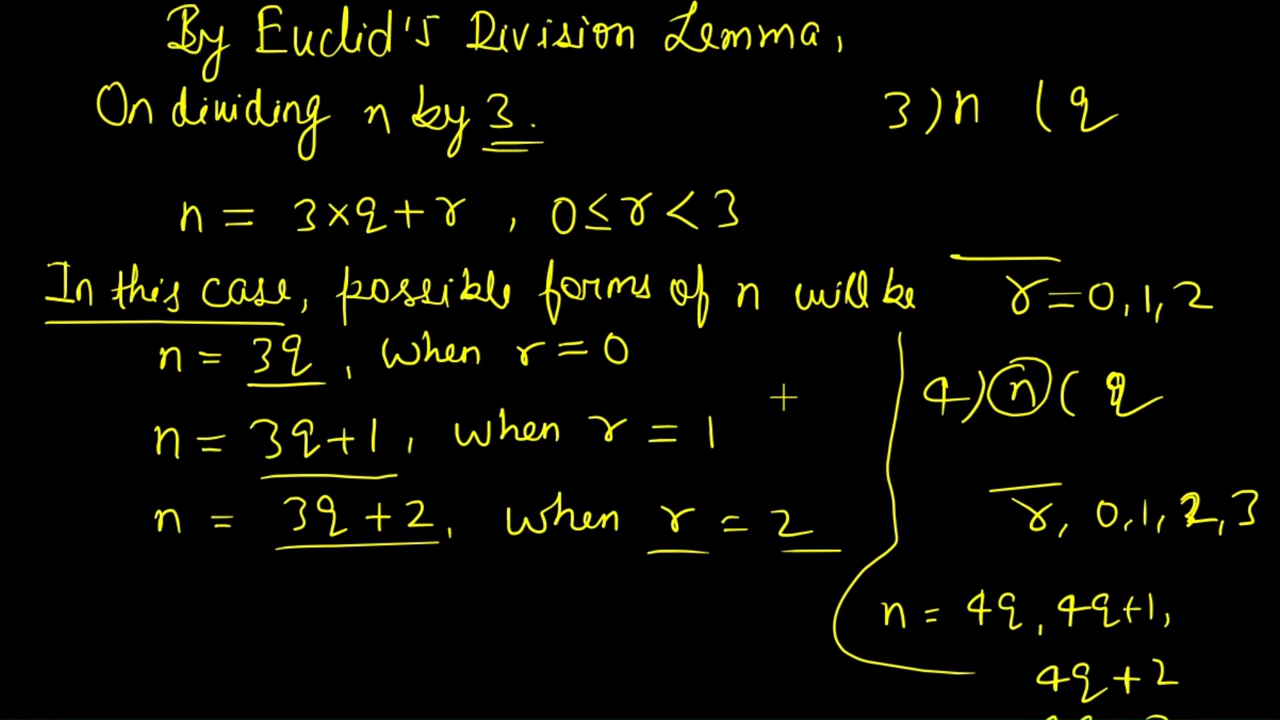 By Euclid's Division Lemma,
On dividing n by 3.
3)n (q
n = 3×q+r , 0≤r<3
In this case, possible forms of n will be
r=0,1,2
n = 3q , when r=0
n = 3q+1, when r = 1
n = 3q+2, when r = 2
4)n( q
r, 0,1,2,3
n = 4q, 4q+1,
4q+2